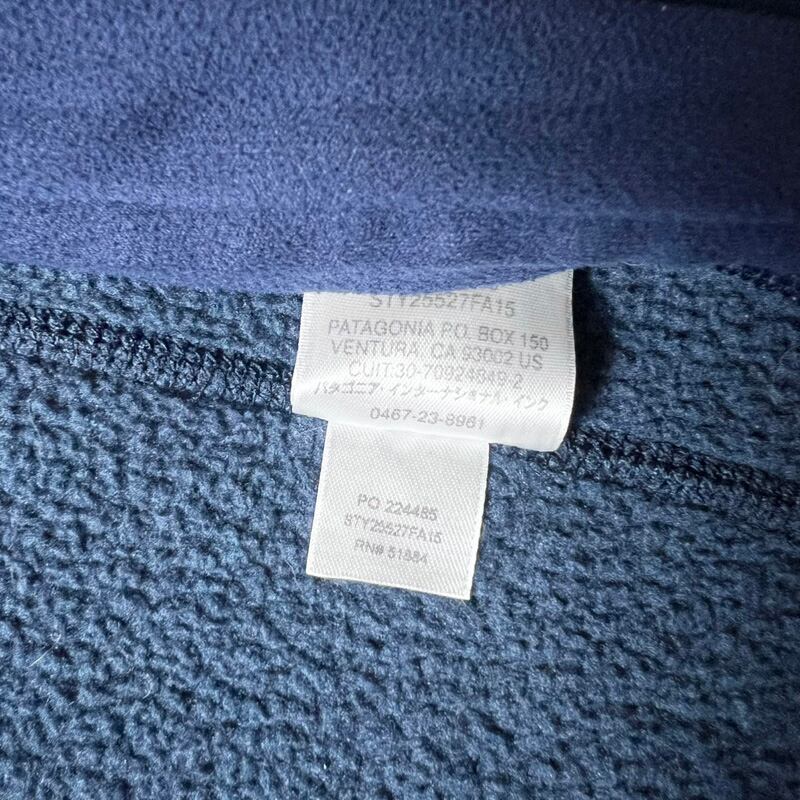 STY25527FA15
PATAGONIA P.O. BOX 150
VENTURA, CA 93002 US
CUIT:30-70924849-2
パタゴニア・インターナショナル・インク
0467-23-8961
PO 224485
STY25527FA15
RN# 51884